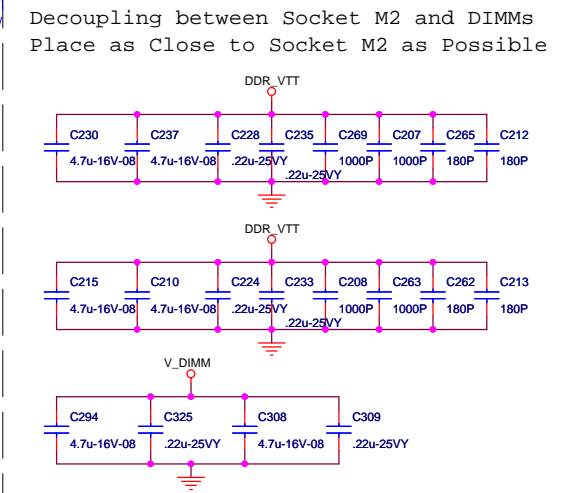 Decoupling between Socket M2 and DIMMs
Place as Close to Socket M2 as Possible
DDR_VTT
C230 C237 C228 C235 C269 C207 C265 C212
4.7u-16V-08 4.7u-16V-08 .22u-25VY .22u-25VY 1000P 1000P 180P 180P
DDR_VTT
C215 C210 C224 C233 C208 C263 C262 C213
4.7u-16V-08 4.7u-16V-08 .22u-25VY .22u-25VY 1000P 1000P 180P 180P
V_DIMM
C294 C325 C308 C309
4.7u-16V-08 .22u-25VY 4.7u-16V-08 .22u-25VY